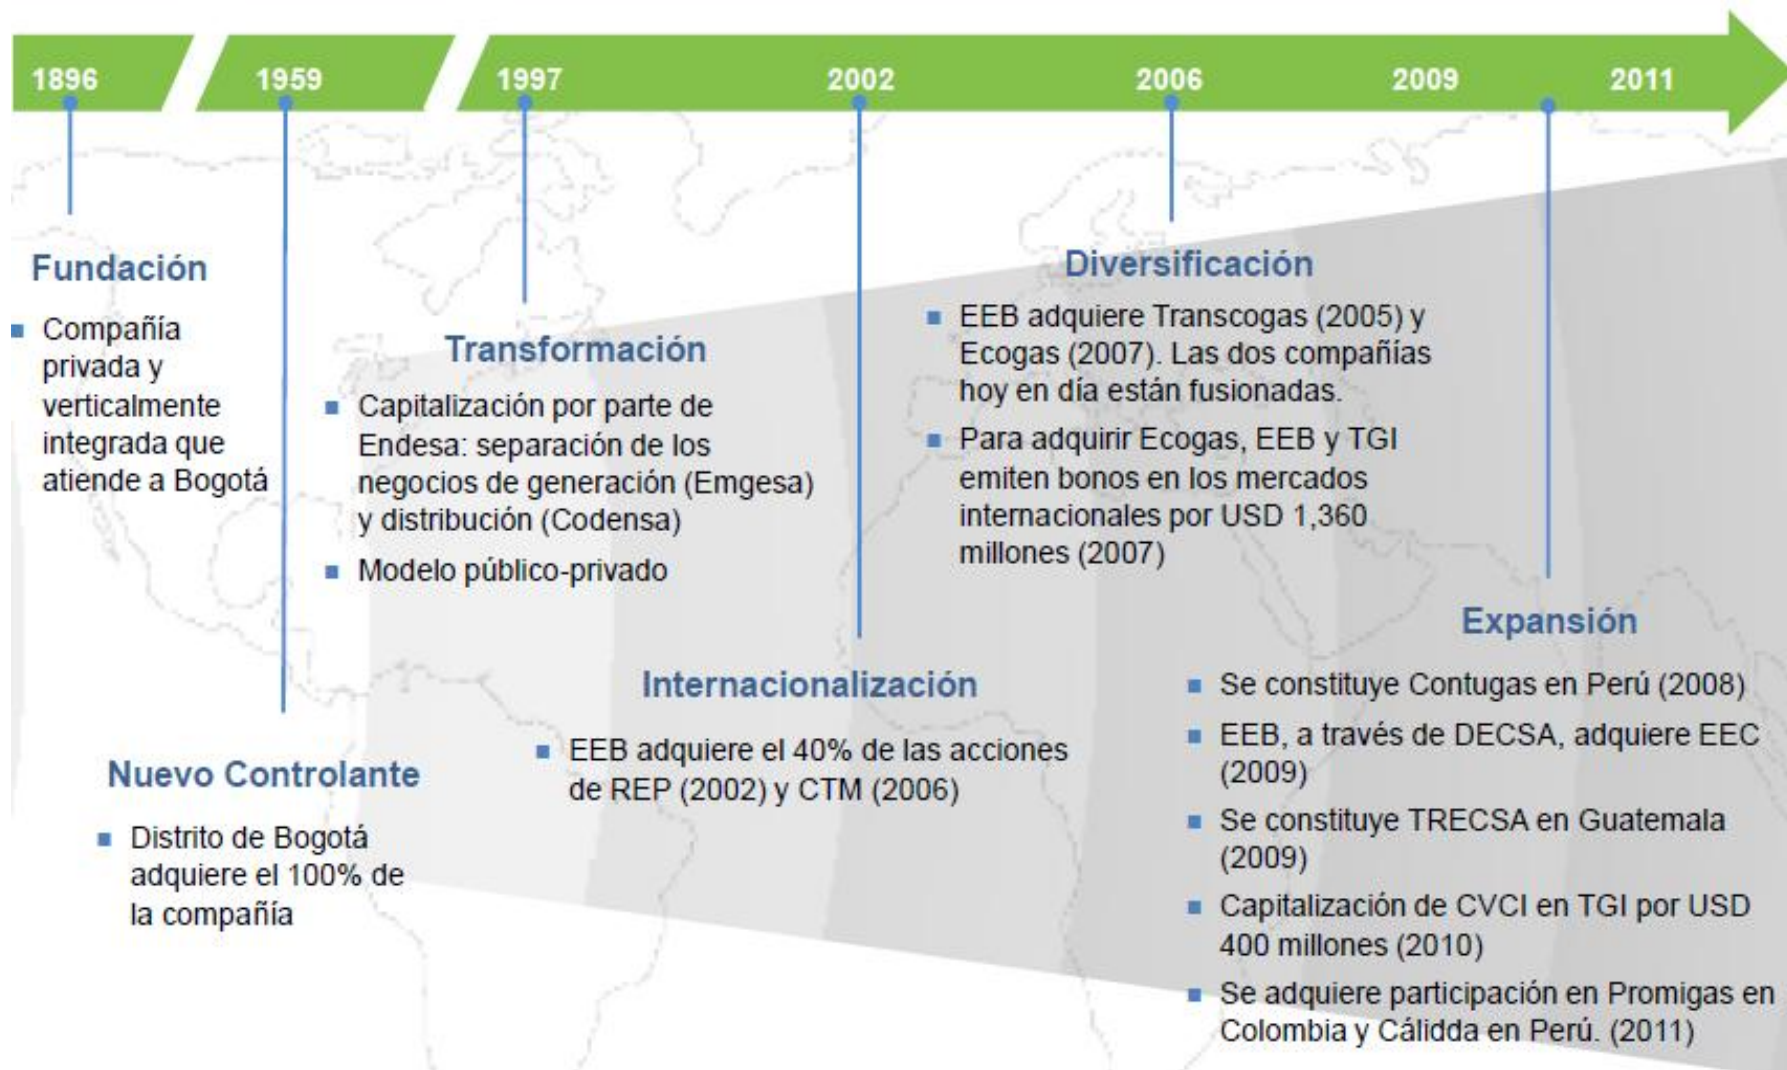 1896 1959 1997 2002 2006 2009 2011
Fundación
▪ Compañía
privada y
verticalmente
integrada que
atiende a Bogotá
Nuevo Controlante
▪ Distrito de Bogotá
adquiere el 100% de
la compañía
Transformación
▪ Capitalización por parte de
Endesa: separación de los
negocios de generación (Emgesa)
y distribución (Codensa)
▪ Modelo público-privado
Internacionalización
▪ EEB adquiere el 40% de las acciones
de REP (2002) y CTM (2006)
Diversificación
▪ EEB adquiere Transcogas (2005) y
Ecogas (2007). Las dos compañías
hoy en día están fusionadas.
▪ Para adquirir Ecogas, EEB y TGI
emiten bonos en los mercados
internacionales por USD 1,360
millones (2007)
Expansión
▪ Se constituye Contugas en Perú (2008)
▪ EEB, a través de DECSA, adquiere EEC
(2009)
▪ Se constituye TRECSA en Guatemala
(2009)
▪ Capitalización de CVCI en TGI por USD
400 millones (2010)
▪ Se adquiere participación en Promigas en
Colombia y Cálidda en Perú. (2011)